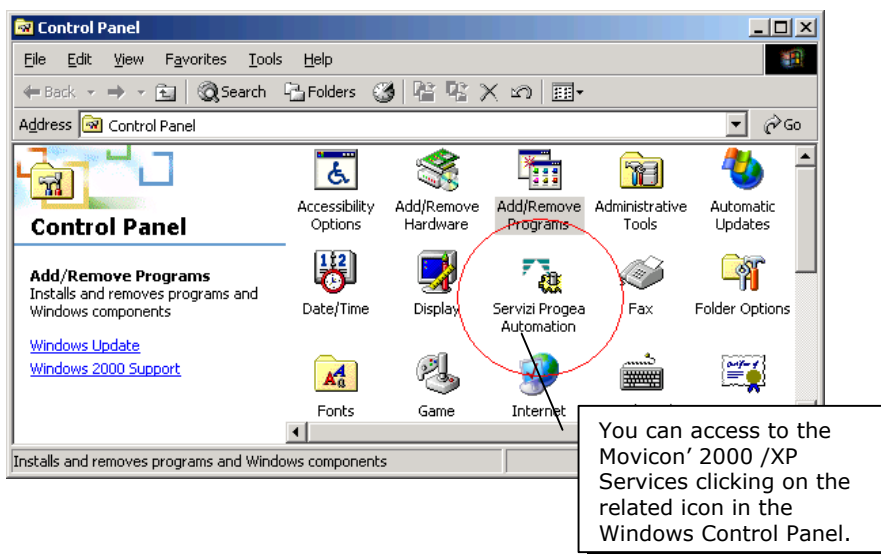 Control Panel
File Edit View Favorites Tools Help
Back Search Folders
Address Control Panel Go
Control Panel
Add/Remove Programs
Installs and removes programs and
Windows components
Windows Update
Windows 2000 Support
Accessibility
Options
Add/Remove
Hardware
Add/Remove
Programs
Administrative
Tools
Automatic
Updates
Date/Time
Display
Servizi Progea
Automation
Fax
Folder Options
Fonts
Game
Internet
Installs and removes programs and Windows components
You can access to the
Movicon' 2000 /XP
Services clicking on the
related icon in the
Windows Control Panel.